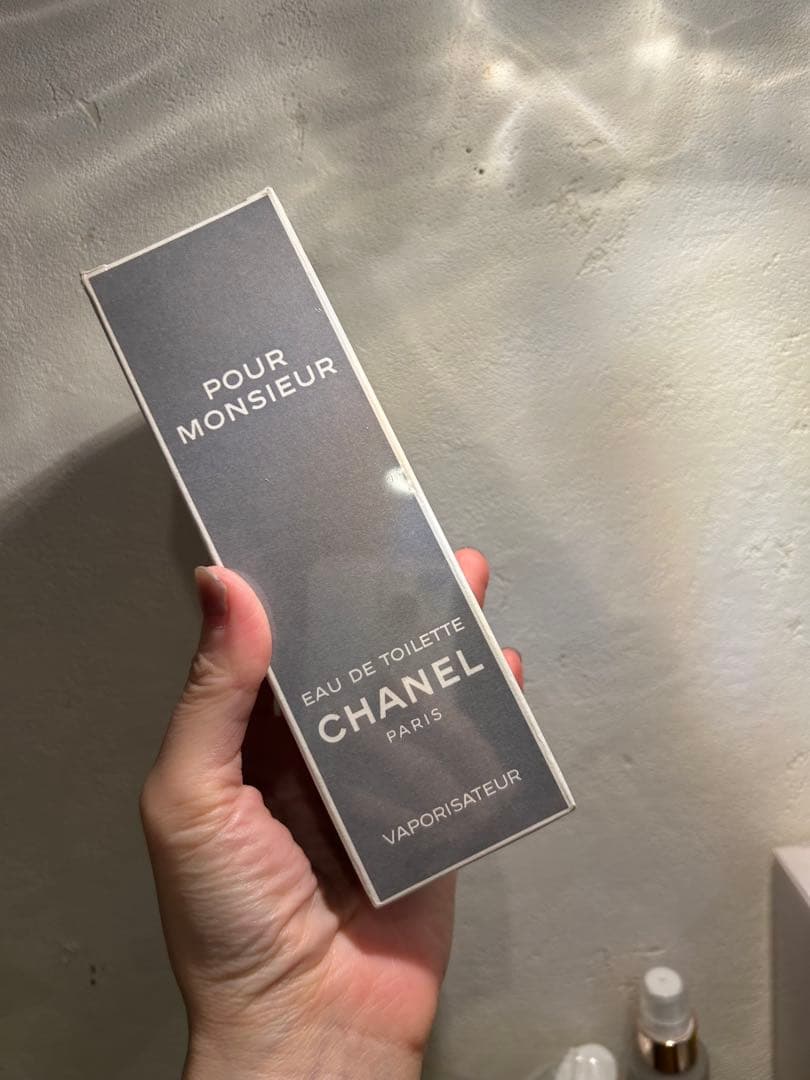 POUR
MONSIEUR
EAU DE TOILETTE
CHANEL
PARIS
VAPORISATEUR